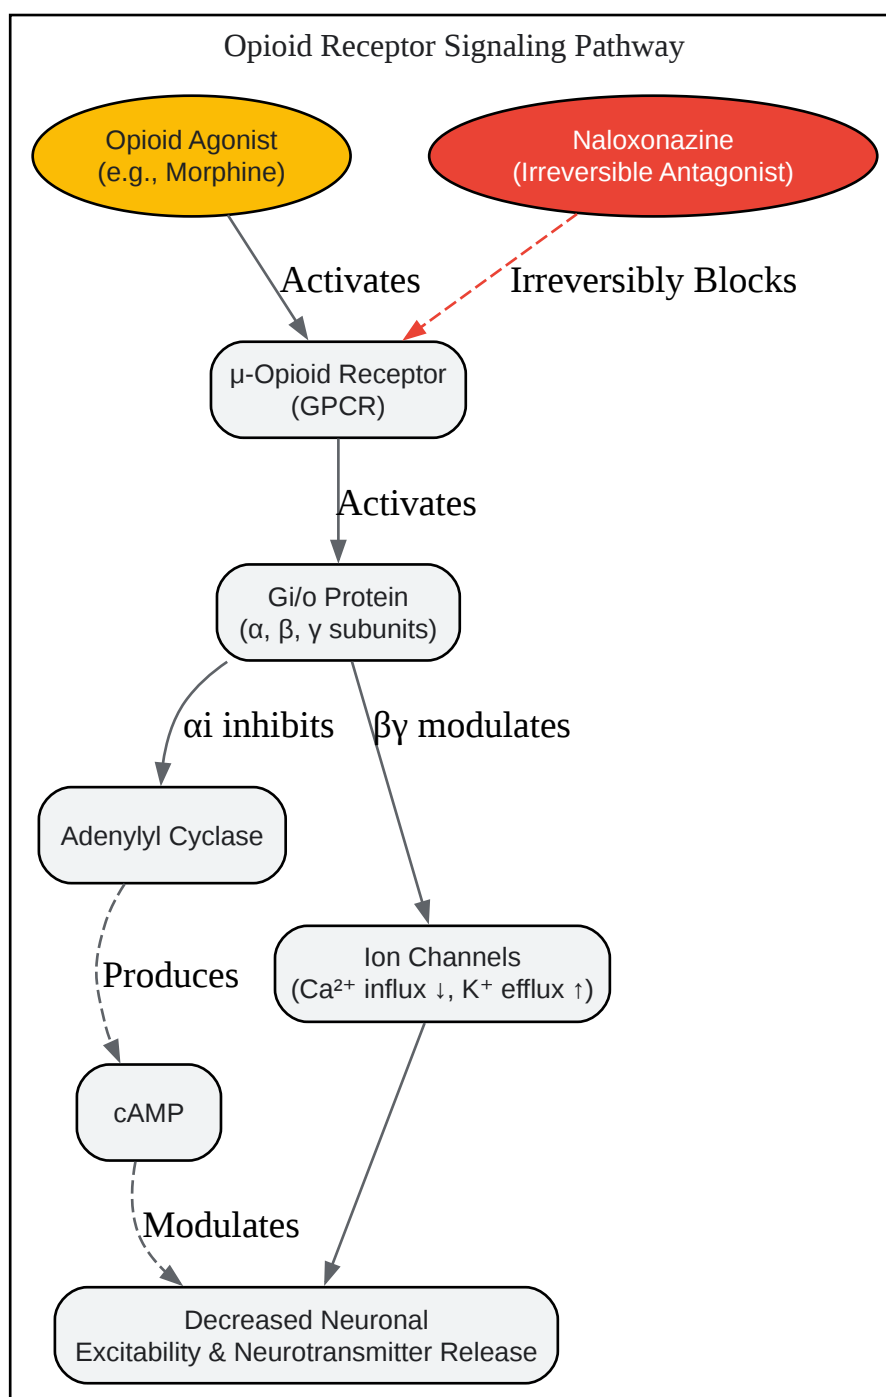 Opioid Receptor Signaling Pathway
Opioid Agonist
(e.g., Morphine)
Naloxonazine
(Irreversible Antagonist)
Activates
Irreversibly Blocks
μ-Opioid Receptor
(GPCR)
Activates
Gi/o Protein
(α, β, γ subunits)
αi inhibits
βγ modulates
Adenylyl Cyclase
Ion Channels
(Ca²⁺ influx ↓, K⁺ efflux ↑)
Produces
cAMP
Modulates
Decreased Neuronal
Excitability & Neurotransmitter Release